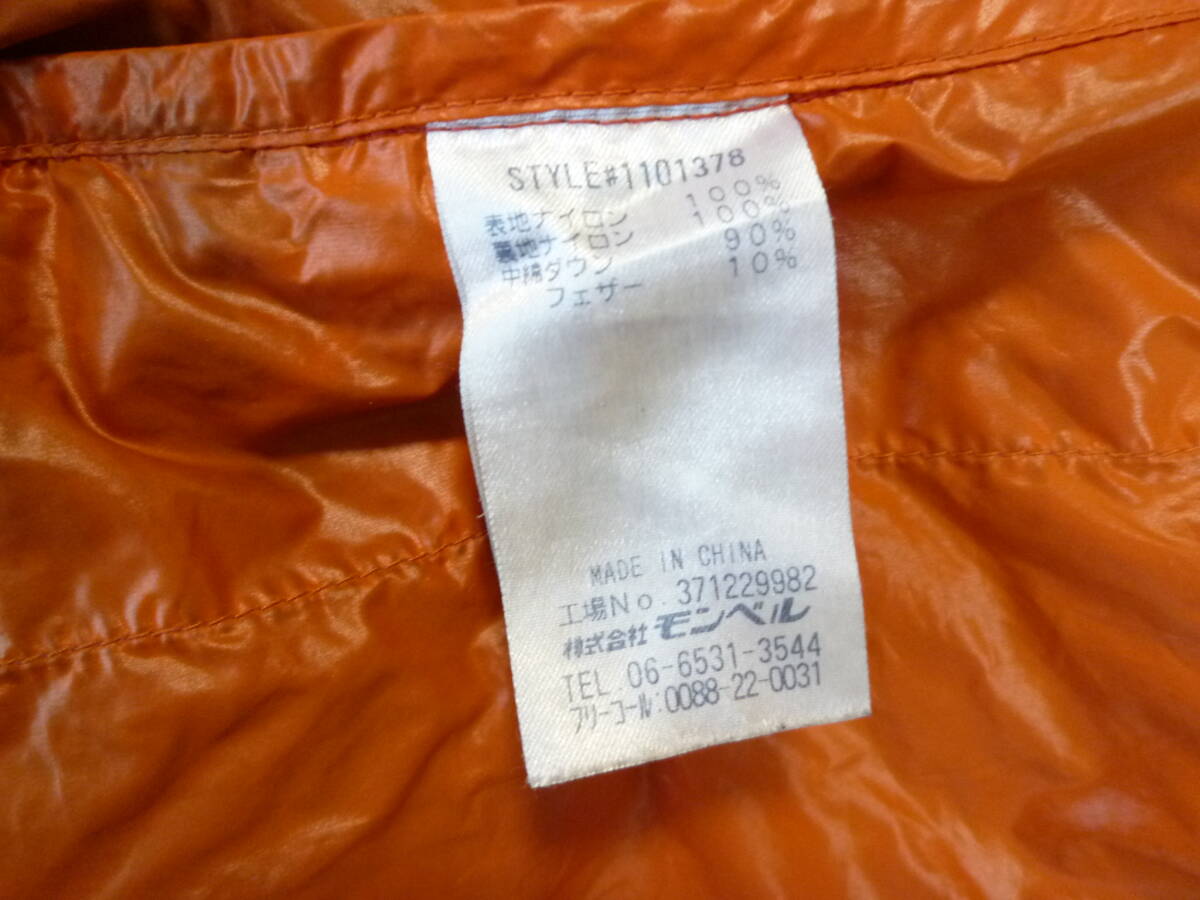 STYLE#1101378
表地ナイロン 100%
裏地ナイロン 100%
中綿ダウン 90%
フェザー 10%
MADE IN CHINA
工場No. 371229982
株式会社モンベル
TEL.06-6531-3544
フリーコール:0088-22-0031